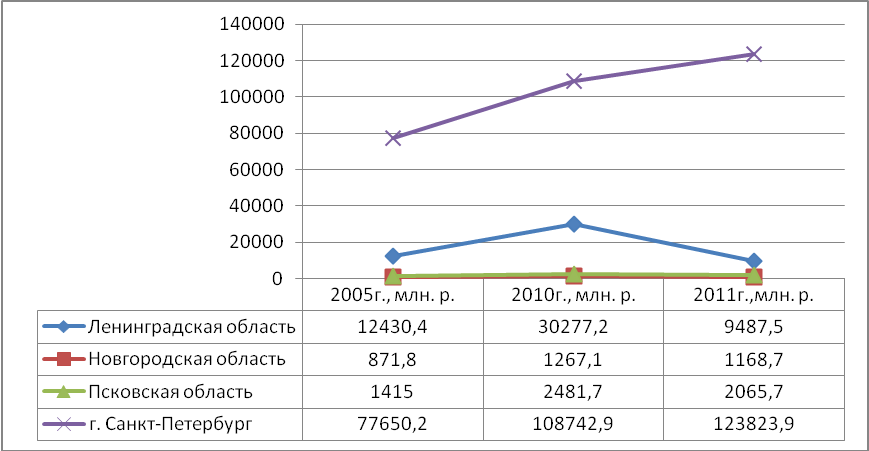 140000
120000
100000
80000
60000
40000
20000
0
2005г., млн. р. 2010г., млн. р. 2011г.,млн. р.
Ленинградская область 12430,4 30277,2 9487,5
Новгородская область 871,8 1267,1 1168,7
Псковская область 1415 2481,7 2065,7
г. Санкт-Петербург 77650,2 108742,9 123823,9